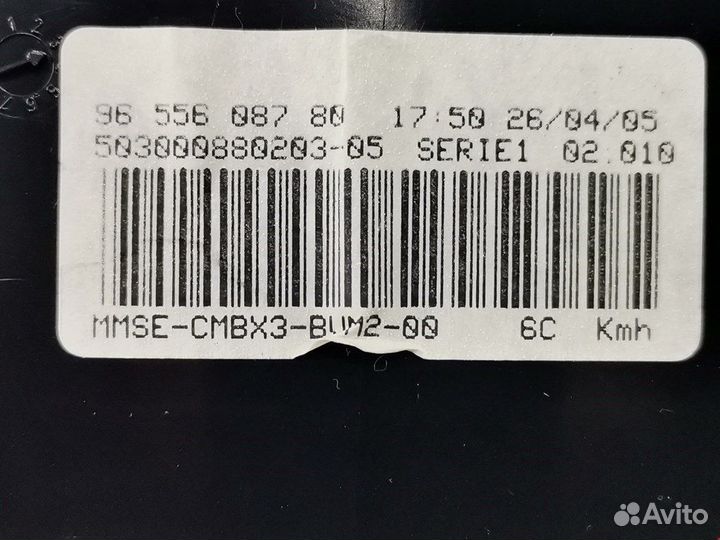 96 556 087 80 17:50 26/04/05
503000880203-05 SERIE1 02.010
MMSE-CMBX3-BVM2-00 6C Kmh
Avito